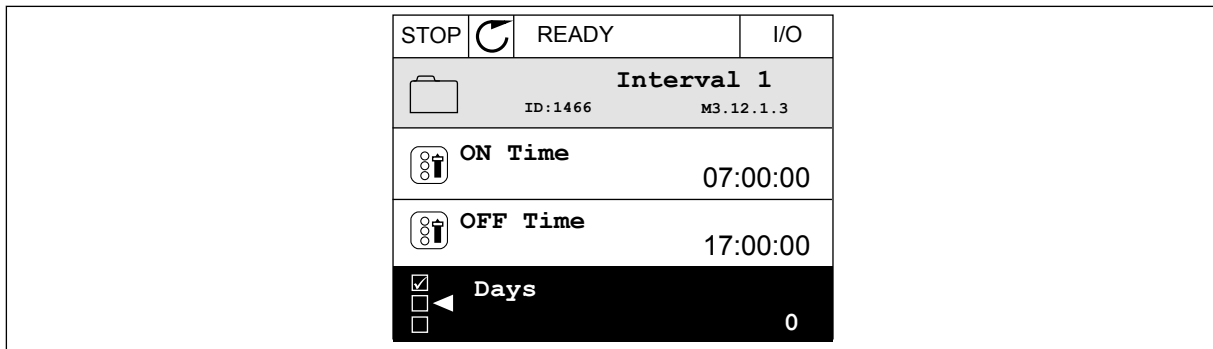 STOP READY I/O
Interval 1
ID:1466 M3.12.1.3
ON Time
07:00:00
OFF Time
17:00:00
Days
0